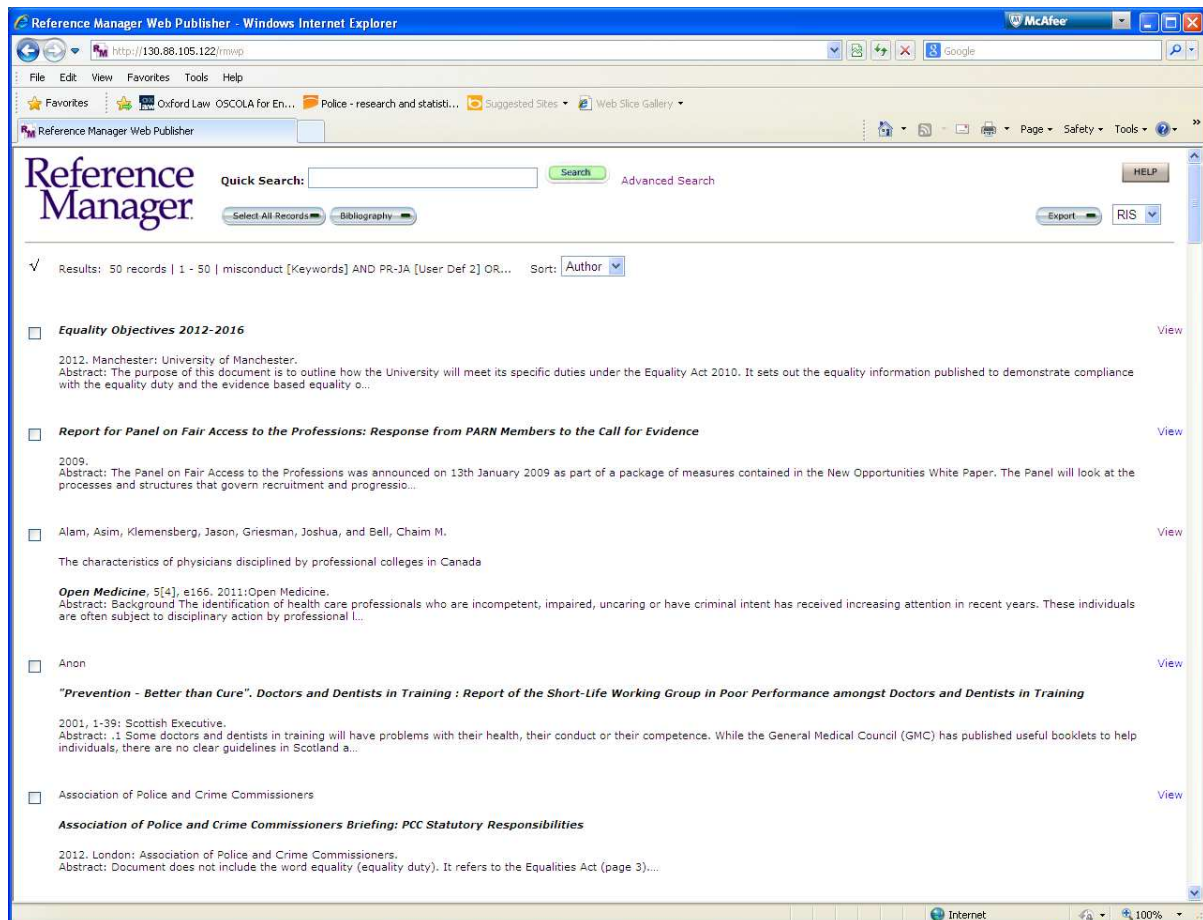 Reference Manager Web Publisher - Windows Internet Explorer
McAfee
http://130.88.105.122/rmwp
Google
File Edit View Favorites Tools Help
Favorites Oxford Law OSCOLA for En... Police - research and statisti... Suggested Sites Web Slice Gallery
Reference Manager Web Publisher
Page Safety Tools
Reference
Manager
Quick Search:
Search
Advanced Search
HELP
Select All Records
Bibliography
Export
RIS
√ Results: 50 records | 1 - 50 | misconduct [Keywords] AND PR-JA [User Def 2] OR... Sort: Author
Equality Objectives 2012-2016
View
2012. Manchester: University of Manchester.
Abstract: The purpose of this document is to outline how the University will meet its specific duties under the Equality Act 2010. It sets out the equality information published to demonstrate compliance
with the equality duty and the evidence based equality o...
Report for Panel on Fair Access to the Professions: Response from PARN Members to the Call for Evidence
View
2009.
Abstract: The Panel on Fair Access to the Professions was announced on 13th January 2009 as part of a package of measures contained in the New Opportunities White Paper. The Panel will look at the
processes and structures that govern recruitment and progressio...
Alam, Asim, Klemensberg, Jason, Griesman, Joshua, and Bell, Chaim M.
View
The characteristics of physicians disciplined by professional colleges in Canada
Open Medicine, 5[4], e166. 2011:Open Medicine.
Abstract: Background The identification of health care professionals who are incompetent, impaired, uncaring or have criminal intent has received increasing attention in recent years. These individuals
are often subject to disciplinary action by professional l...
Anon
View
"Prevention - Better than Cure". Doctors and Dentists in Training : Report of the Short-Life Working Group in Poor Performance amongst Doctors and Dentists in Training
2001, 1-39: Scottish Executive.
Abstract: .1 Some doctors and dentists in training will have problems with their health, their conduct or their competence. While the General Medical Council (GMC) has published useful booklets to help
individuals, there are no clear guidelines in Scotland a...
Association of Police and Crime Commissioners
View
Association of Police and Crime Commissioners Briefing: PCC Statutory Responsibilities
2012. London: Association of Police and Crime Commissioners.
Abstract: Document does not include the word equality (equality duty). It refers to the Equalities Act (page 3)....
Internet
100%